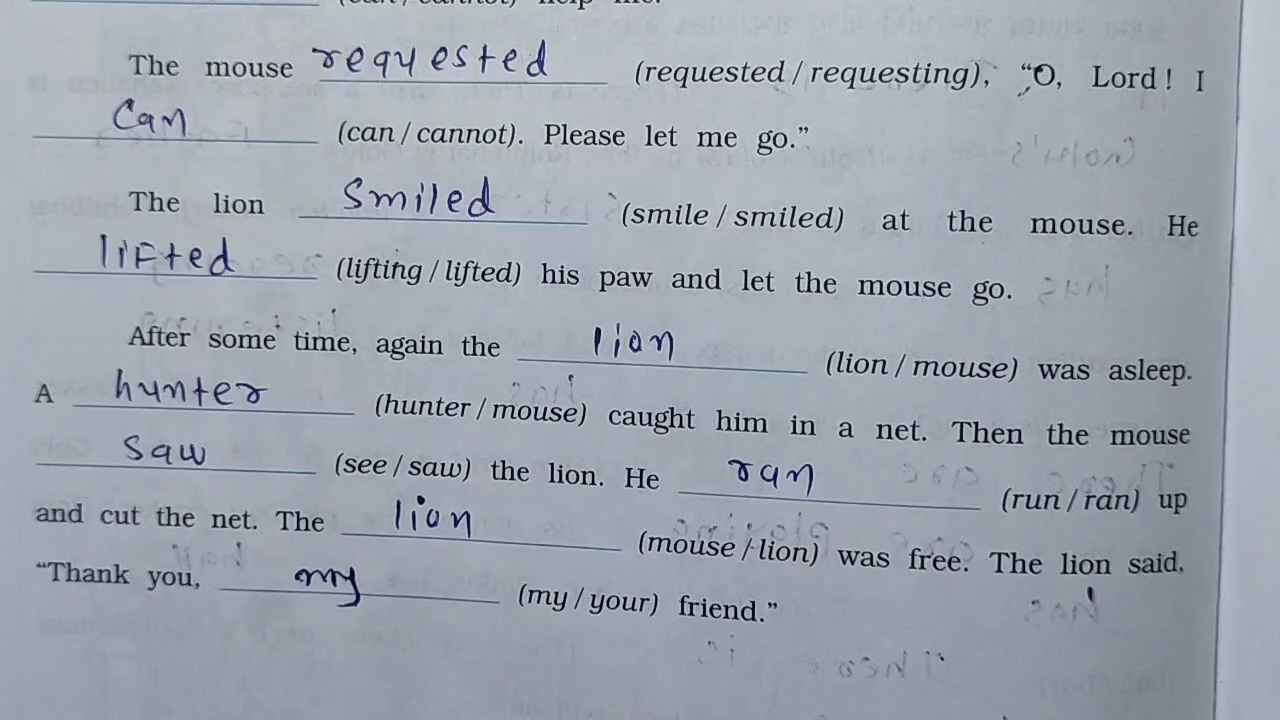 (can/cannot) help me.
The mouse requested (requested / requesting), "O, Lord! I
Can (can / cannot). Please let me go."
The lion Smiled (smile / smiled) at the mouse. He
lifted (lifting / lifted) his paw and let the mouse go.
After some time, again the lion (lion / mouse) was asleep.
A hunter (hunter / mouse) caught him in a net. Then the mouse
Saw (see / saw) the lion. He ran (run / ran) up
and cut the net. The lion (mouse / lion) was free. The lion said,
"Thank you, my (my / your) friend."